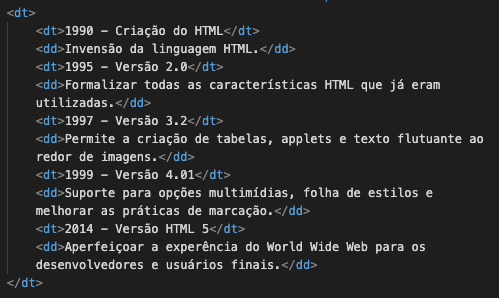 <dt>
<dt>1990 - Criação do HTML</dt>
<dd>Invensão da linguagem HTML.</dd>
<dt>1995 - Versão 2.0</dt>
<dd>Formalizar todas as características HTML que já eram
utilizadas.</dd>
<dt>1997 - Versão 3.2</dt>
<dd>Permite a criação de tabelas, applets e texto flutuante ao
redor de imagens.</dd>
<dt>1999 - Versão 4.01</dt>
<dd>Suporte para opções multimídias, folha de estilos e
melhorar as práticas de marcação.</dd>
<dt>2014 - Versão HTML 5</dt>
<dd>Aperfeiçoar a experência do World Wide Web para os
desenvolvedores e usuários finais.</dd>
</dt>